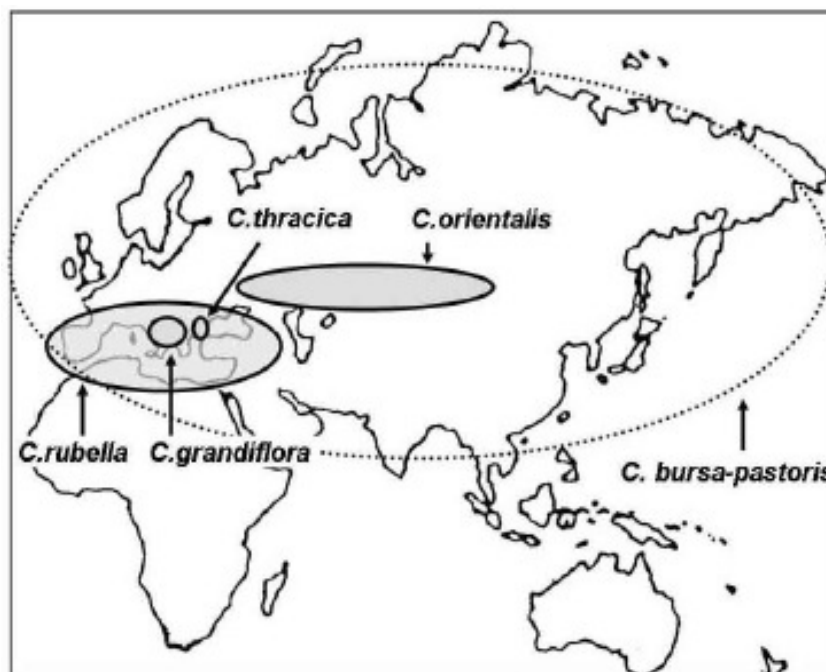 C.thracica
C.orientalis
C.rubella
C.grandiflora
C. bursa-pastoris